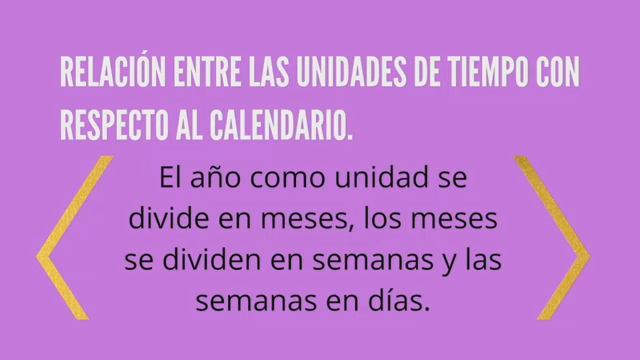 RELACIÓN ENTRE LAS UNIDADES DE TIEMPO CON
RESPECTO AL CALENDARIO.
El año como unidad se
divide en meses, los meses
se dividen en semanas y las
semanas en días.